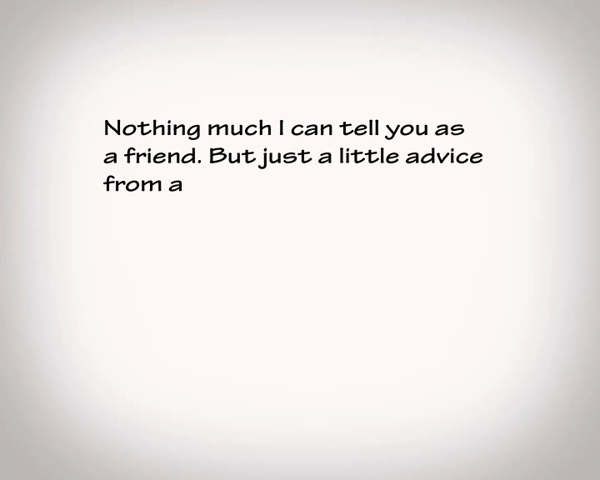 Nothing much I can tell you as
a friend. But just a little advice
from a